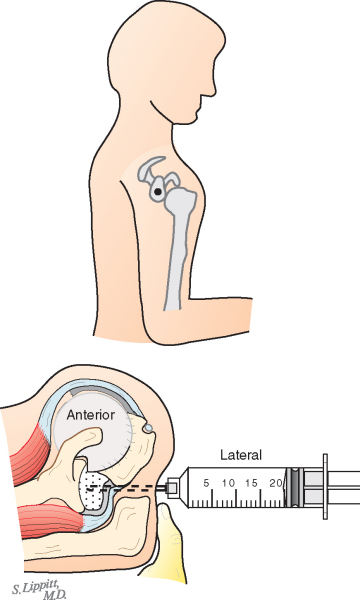 Anterior
Lateral
5 10 15 20
S. Lippitt,
M.D.